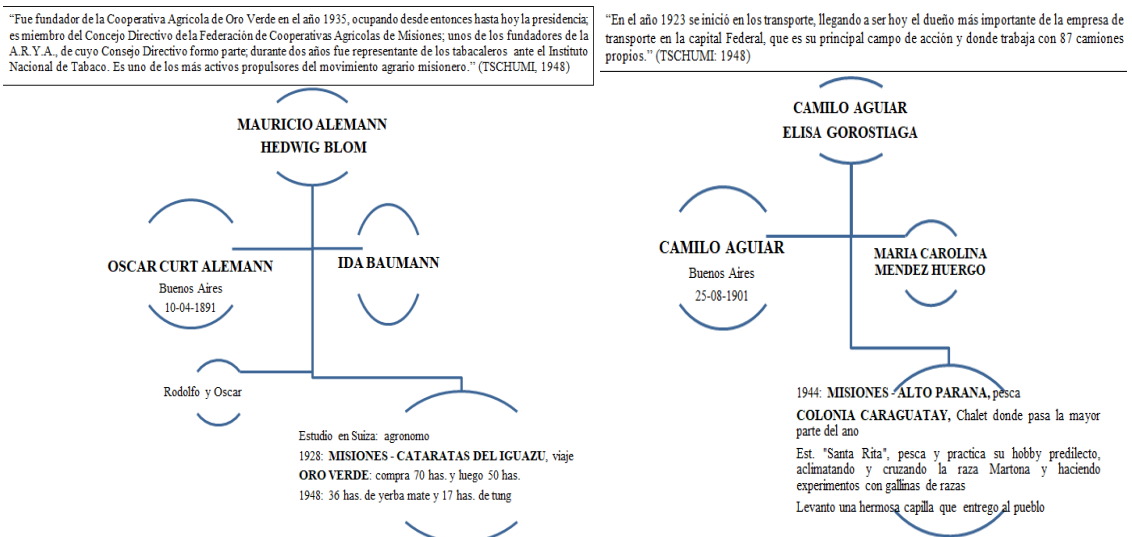 “Fue fundador de la Cooperativa Agricola de Oro Verde en el año 1935, ocupando desde entonces hasta hoy la presidencia;
es miembro del Concejo Directivo de la Federación de Cooperativas Agricolas de Misiones; unos de los fundadores de la
A.R.Y.A., de cuyo Consejo Directivo formo parte; durante dos años fue representante de los tabacaleros ante el Instituto
Nacional de Tabaco. Es uno de los más activos propulsores del movimiento agrario misionero.” (TSCHUMI, 1948)
MAURICIO ALEMANN
HEDWIG BLOM
OSCAR CURT ALEMANN
Buenos Aires
10-04-1891
IDA BAUMANN
Rodolfo y Oscar
Estudio en Suiza: agronomo
1928: MISIONES - CATARATAS DEL IGUAZU, viaje
ORO VERDE: compra 70 has. y luego 50 has.
1948: 36 has. de yerba mate y 17 has. de tung
“En el año 1923 se inició en los transporte, llegando a ser hoy el dueño más importante de la empresa de
transporte en la capital Federal, que es su principal campo de acción y donde trabaja con 87 camiones
propios.” (TSCHUMI: 1948)
CAMILO AGUIAR
ELISA GOROSTIAGA
CAMILO AGUIAR
Buenos Aires
25-08-1901
MARIA CAROLINA
MENDEZ HUERGO
1944: MISIONES - ALTO PARANA, pesca
COLONIA CARAGUATAY, Chalet donde pasa la mayor
parte del ano
Est. "Santa Rita", pesca y practica su hobby predilecto,
aclimatando y cruzando la raza Martona y haciendo
experimentos con gallinas de razas
Levanto una hermosa capilla que entrego al pueblo